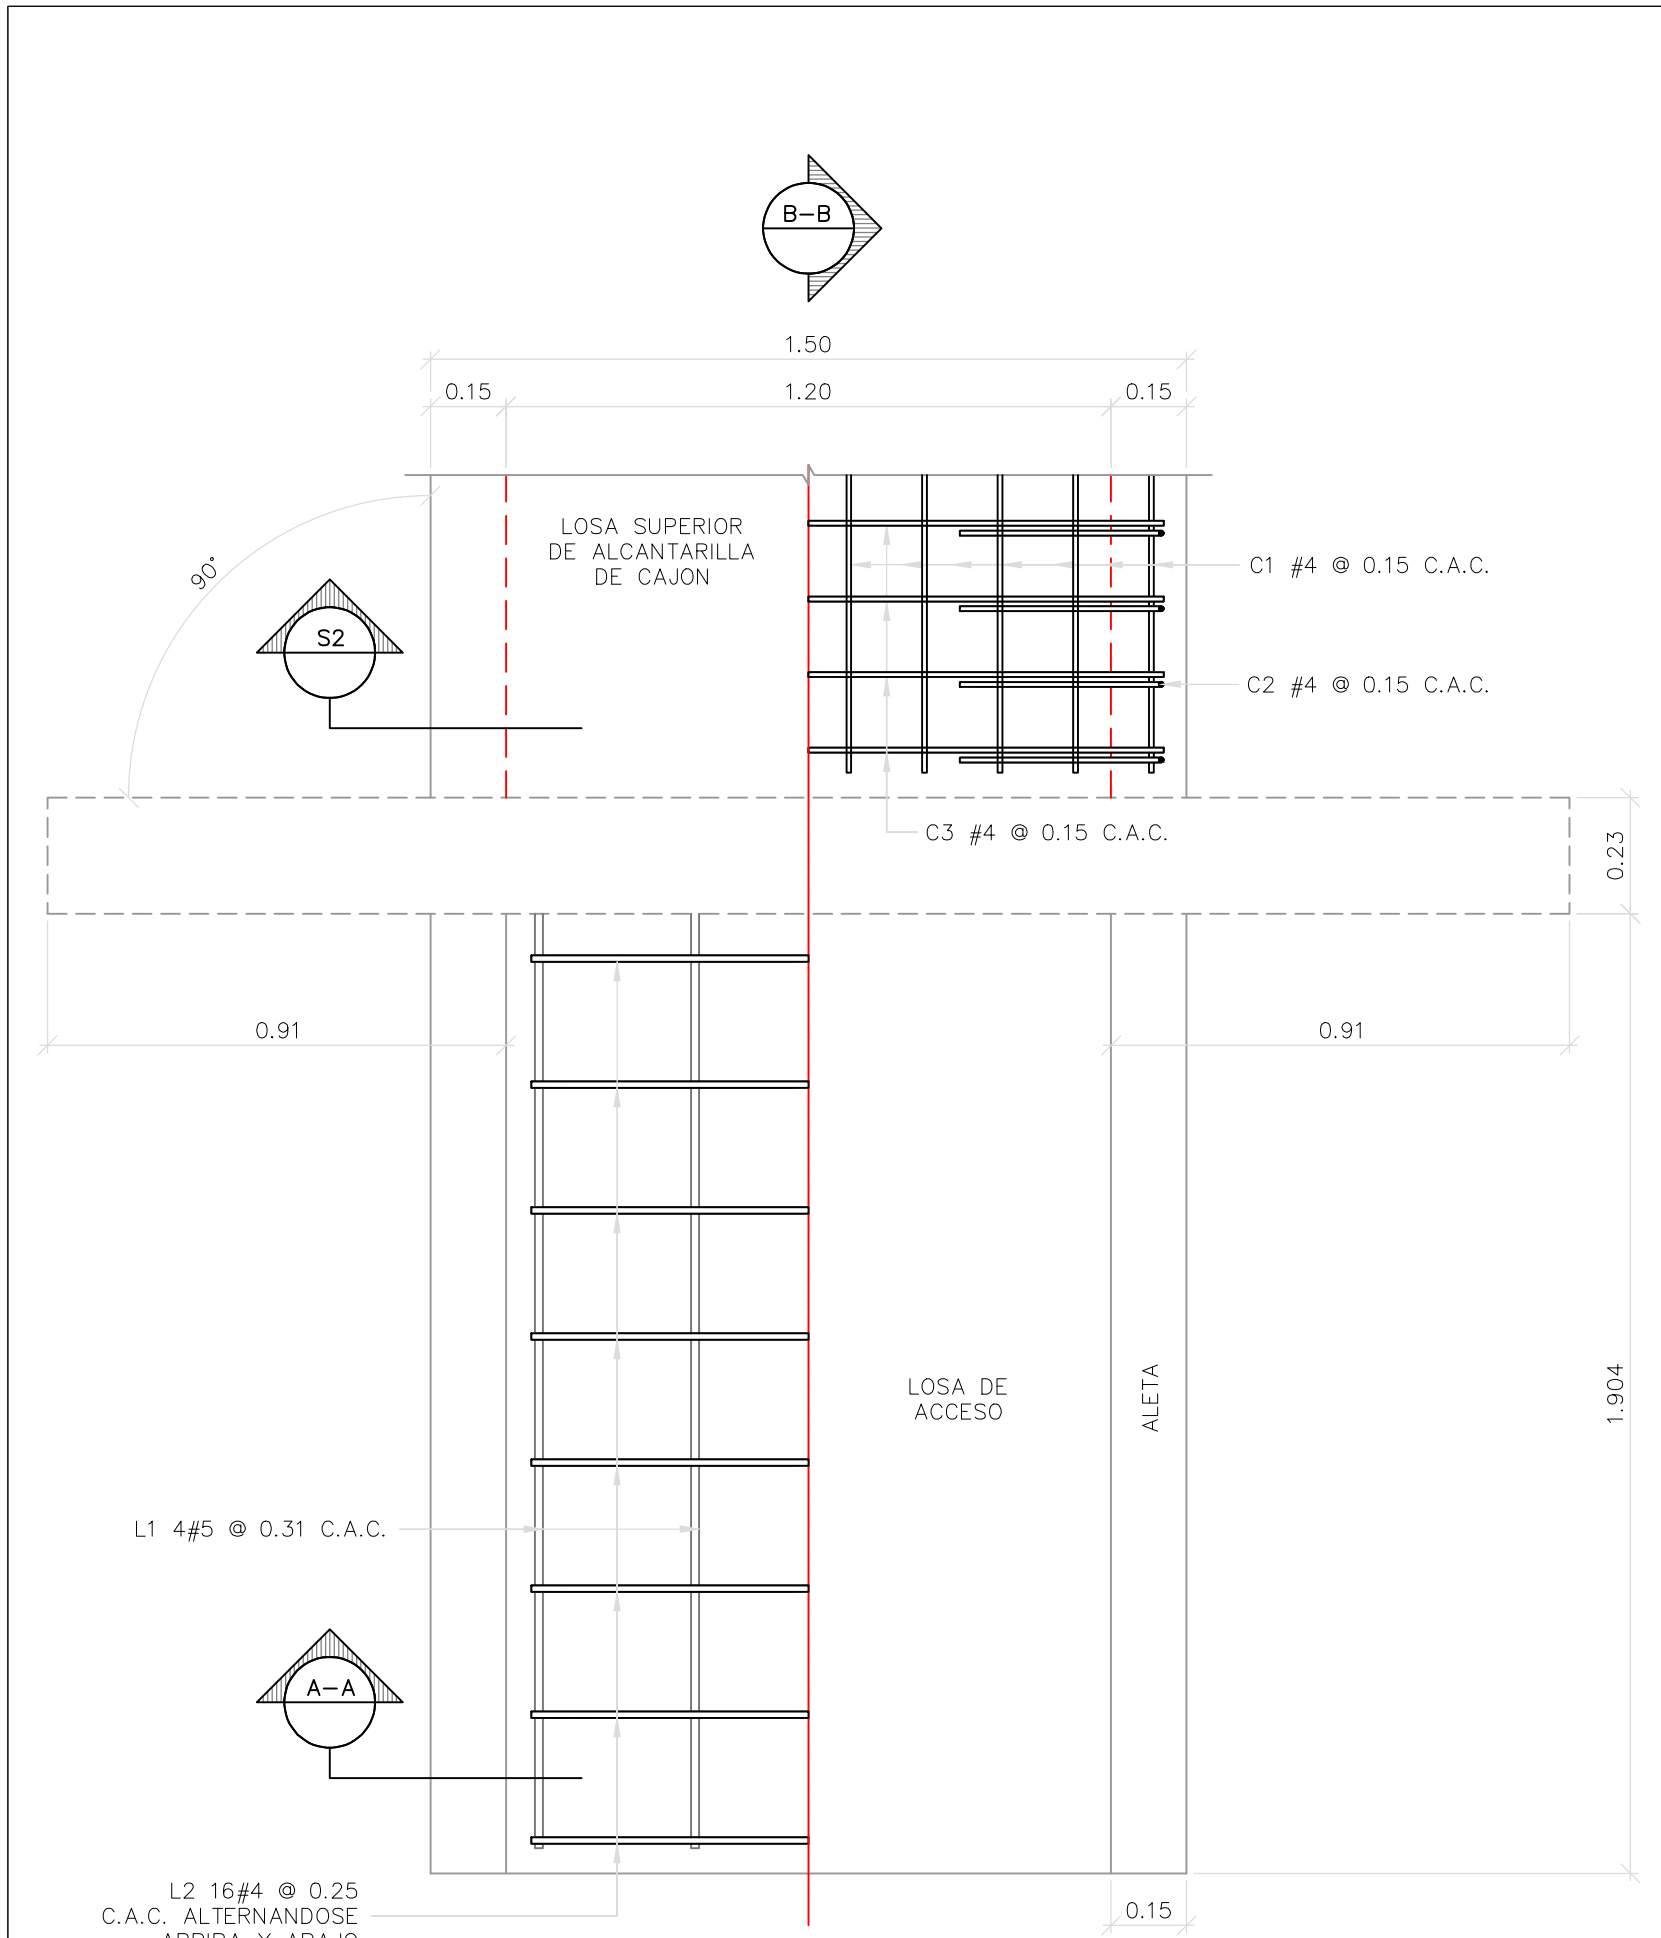 B-B
1.50
0.15
1.20
0.15
LOSA SUPERIOR
DE ALCANTARILLA
DE CAJON
90°
C1 #4 @ 0.15 C.A.C.
S2
C2 #4 @ 0.15 C.A.C.
C3 #4 @ 0.15 C.A.C.
0.23
0.91
0.91
LOSA DE
ACCESO
ALETA
1.904
L1 4#5 @ 0.31 C.A.C.
A-A
L2 16#4 @ 0.25
C.A.C. ALTERNANDOSE
ARRIBA Y ABAJO
0.15